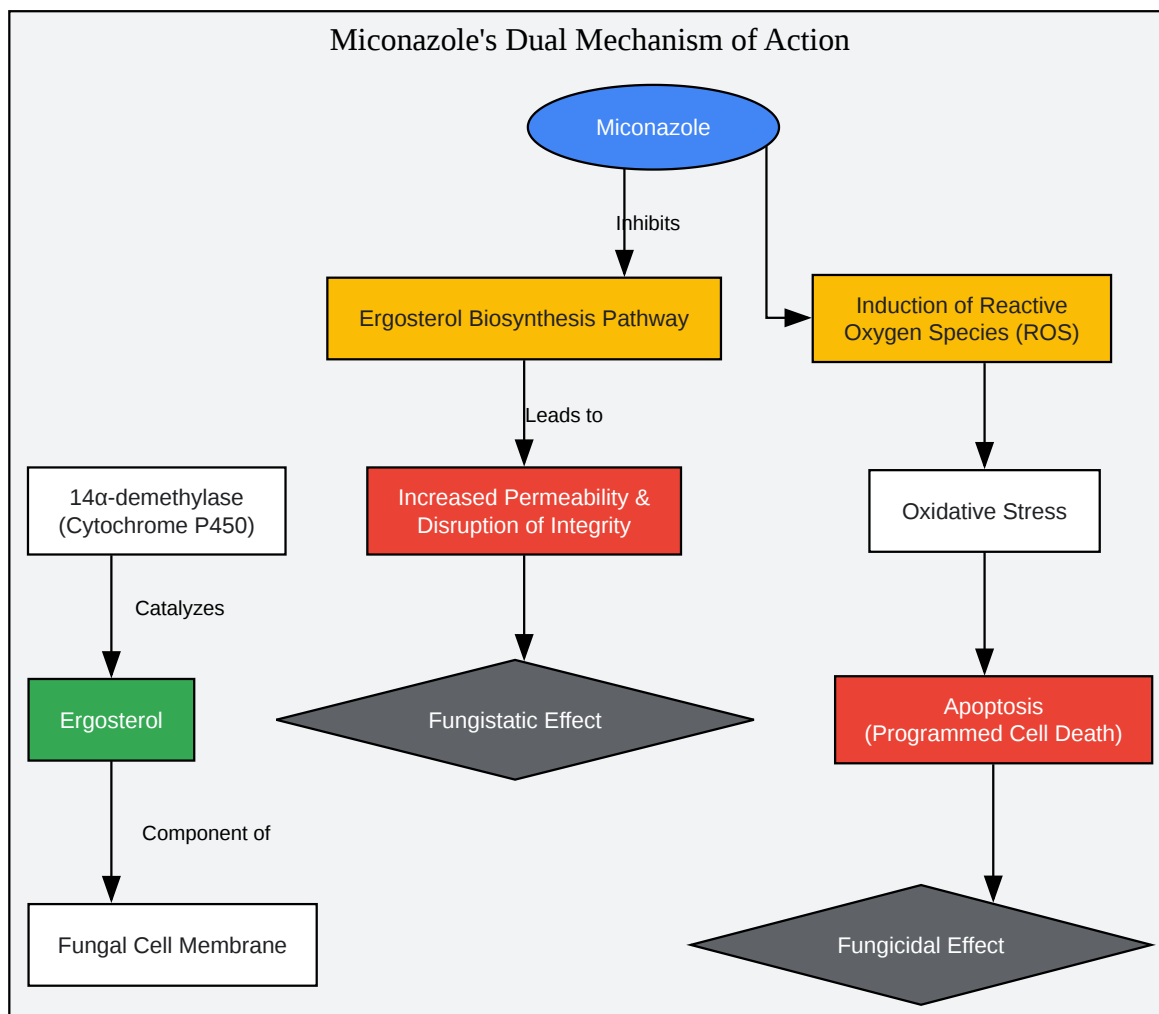 Miconazole's Dual Mechanism of Action
Miconazole
Inhibits
Ergosterol Biosynthesis Pathway
Induction of Reactive
Oxygen Species (ROS)
Leads to
14α-demethylase
(Cytochrome P450)
Increased Permeability &
Disruption of Integrity
Oxidative Stress
Catalyzes
Ergosterol
Fungistatic Effect
Apoptosis
(Programmed Cell Death)
Component of
Fungal Cell Membrane
Fungicidal Effect